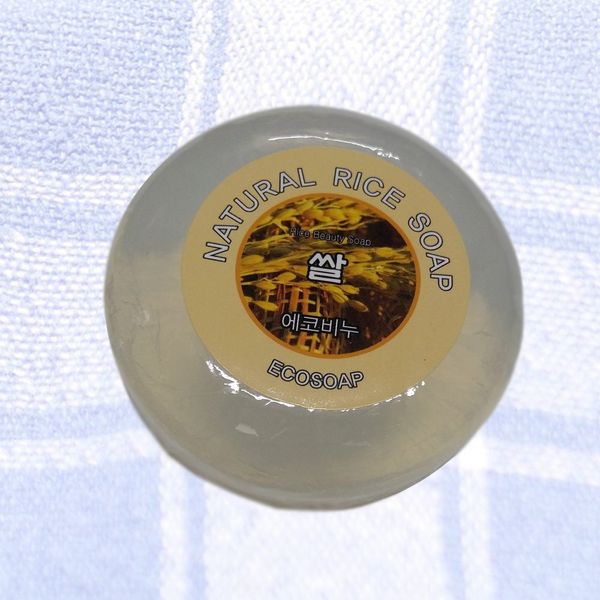 NATURAL RICE SOAP
Rice Beauty Soap
쌀
에코비누
ECOSOAP